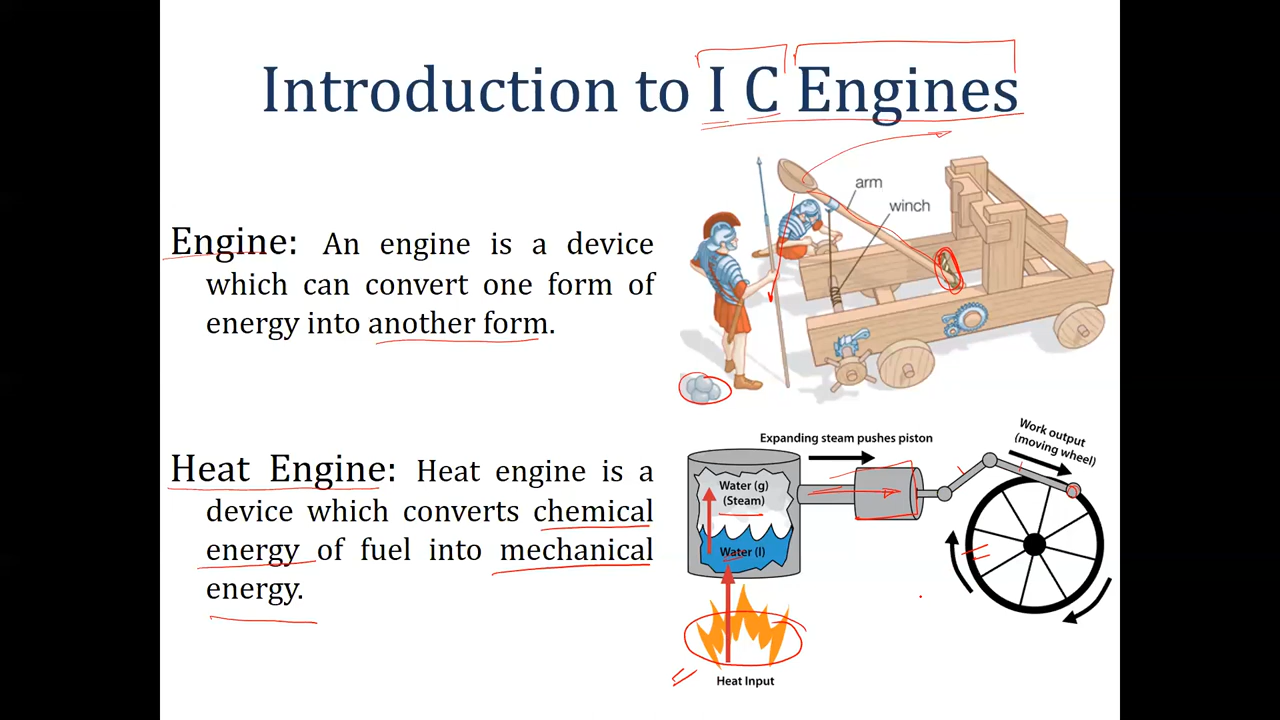 Introduction to I C Engines
Engine: An engine is a device
which can convert one form of
energy into another form.
arm
winch
Heat Engine: Heat engine is a
device which converts chemical
energy of fuel into mechanical
energy.
Expanding steam pushes piston
Work output
(moving wheel)
Water (g)
(Steam)
Water (l)
Heat Input